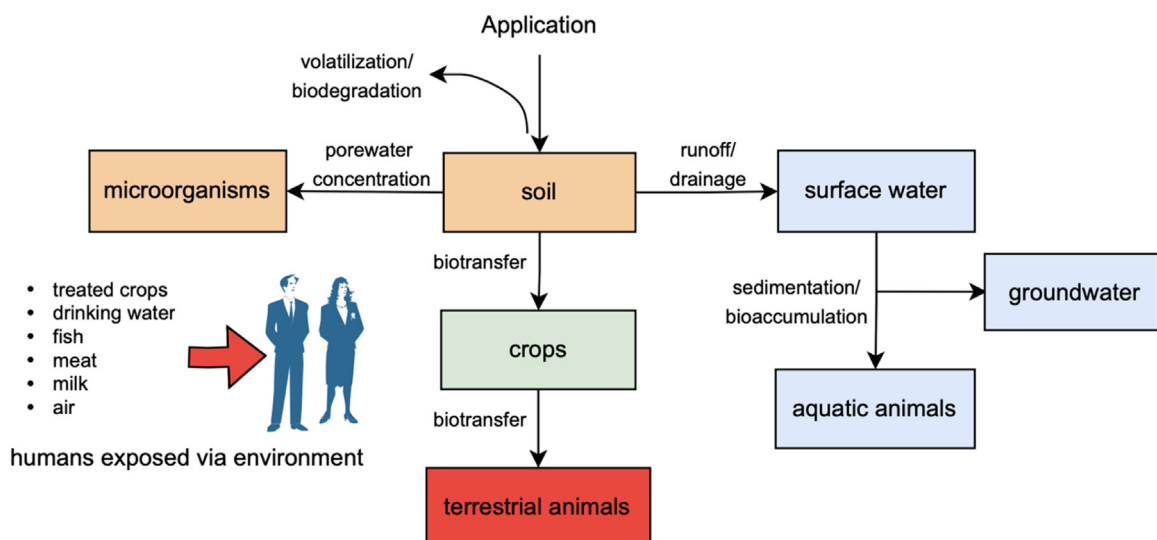 Application
volatilization/
biodegradation
porewater
concentration
runoff/
drainage
microorganisms
soil
surface water
biotransfer
sedimentation/
bioaccumulation
groundwater
• treated crops
• drinking water
• fish
• meat
• milk
• air
crops
aquatic animals
biotransfer
humans exposed via environment
terrestrial animals